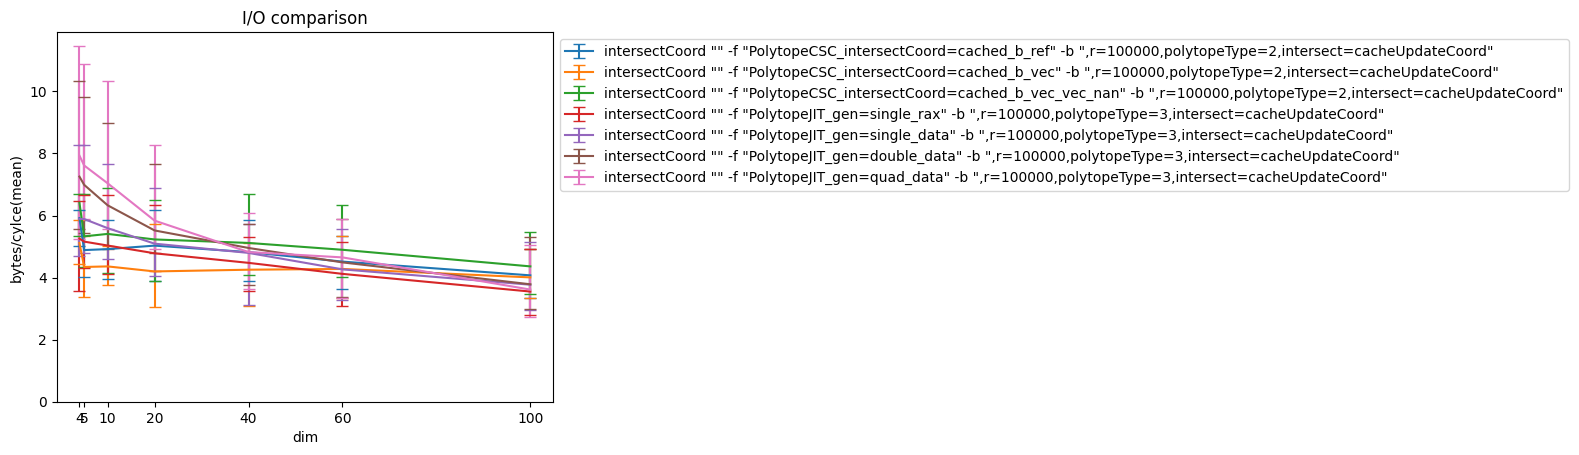 I/O comparison
bytes/cylce(mean)
10
8
6
4
2
0
4 5 10 20 40 60 100
dim
intersectCoord "" -f "PolytopeCSC_intersectCoord=cached_b_ref" -b ",r=100000,polytopeType=2,intersect=cacheUpdateCoord"
intersectCoord "" -f "PolytopeCSC_intersectCoord=cached_b_vec" -b ",r=100000,polytopeType=2,intersect=cacheUpdateCoord"
intersectCoord "" -f "PolytopeCSC_intersectCoord=cached_b_vec_vec_nan" -b ",r=100000,polytopeType=2,intersect=cacheUpdateCoord"
intersectCoord "" -f "PolytopeJIT_gen=single_rax" -b ",r=100000,polytopeType=3,intersect=cacheUpdateCoord"
intersectCoord "" -f "PolytopeJIT_gen=single_data" -b ",r=100000,polytopeType=3,intersect=cacheUpdateCoord"
intersectCoord "" -f "PolytopeJIT_gen=double_data" -b ",r=100000,polytopeType=3,intersect=cacheUpdateCoord"
intersectCoord "" -f "PolytopeJIT_gen=quad_data" -b ",r=100000,polytopeType=3,intersect=cacheUpdateCoord"